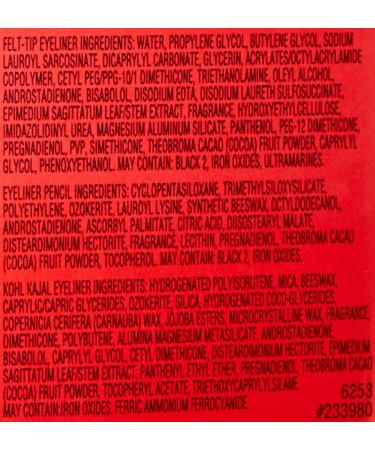 FELT-TIP EYELINER INGREDIENTS: WATER, PROPYLENE GLYCOL, BUTYLENE GLYCOL, SODIUM
LAUROYL SARCOSINATE, DICAPRYLYL CARBONATE, GLYCERIN, ACRYLATES/OCTYLACRYLAMIDE
COPOLYMER, CETYL PEG/PPG-10/1 DIMETHICONE, TRIETHANOLAMINE, OLEYL ALCOHOL,
ANDROSTADIENONE, BISABOLOL, DISODIUM EDTA, DISODIUM LAURETH SULFOSUCCINATE,
EPIMEDIUM SAGITTATUM LEAF/STEM EXTRACT, FRAGRANCE, HYDROXYETHYLCELLULOSE,
IMIDAZOLIDINYL UREA, MAGNESIUM ALUMINUM SILICATE, PANTHENOL, PEG-12 DIMETHICONE,
PREGNADIENOL, PVP, SIMETHICONE, THEOBROMA CACAO (COCOA) FRUIT POWDER, CAPRYLYL
GLYCOL, PHENOXYETHANOL. MAY CONTAIN: BLACK 2, IRON OXIDES, ULTRAMARINES.
EYELINER PENCIL INGREDIENTS: CYCLOPENTASILOXANE, TRIMETHYLSILOXYSILICATE,
POLYETHYLENE, OZOKERITE, LAUROYL LYSINE, SYNTHETIC BEESWAX, OCTYLDODECANOL,
ANDROSTADIENONE, ASCORBYL PALMITATE, CITRIC ACID, DIISOSTEARYL MALATE,
DISTEARDIMONIUM HECTORITE, FRAGRANCE, LECITHIN, PREGNADIENOL, THEOBROMA CACAO
(COCOA) FRUIT POWDER, TOCOPHEROL. MAY CONTAIN: BLACK 2, IRON OXIDES.
KOHL KAJAL EYELINER INGREDIENTS: HYDROGENATED POLYISOBUTENE, MICA, BEESWAX,
CAPRYLIC/CAPRIC GLYCERIDES, OZOKERITE, SILICA, HYDROGENATED COCO-GLYCERIDES,
COPERNICIA CERIFERA (CARNAUBA) WAX, JOJOBA ESTERS, MICROCRYSTALLINE WAX, FRAGRANCE,
DIMETHICONE, POLYBUTENE, ALUMINA MAGNESIUM METASILICATE, ANDROSTADIENONE,
BISABOLOL, CAPRYLYL GLYCOL, CETYL DIMETHICONE, DISTEARDIMONIUM HECTORITE, EPIMEDIUM
SAGITTATUM LEAF/STEM EXTRACT, PANTHENYL ETHYL ETHER, PREGNADIENOL, THEOBROMA CACAO
(COCOA) FRUIT POWDER, TOCOPHERYL ACETATE, TRIETHOXYCAPRYLYLSILANE.
MAY CONTAIN: IRON OXIDES, FERRIC AMMONIUM FERROCYANIDE.
6253
#233980